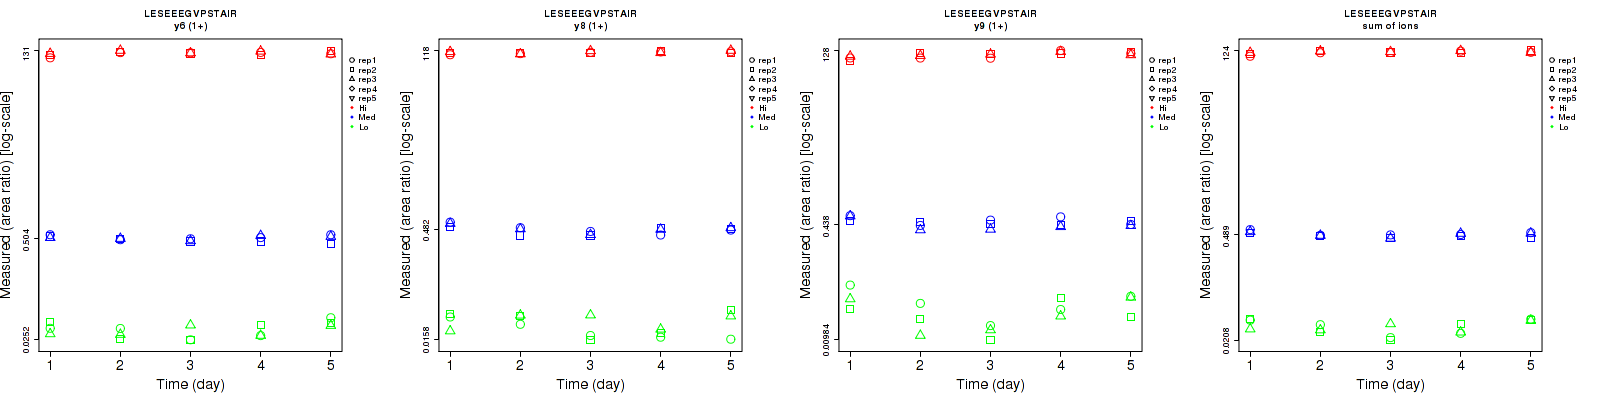 LESEEEGVPSTAIR
y6 (1+)
Measured (area ratio) [log-scale]
131
0.504
0.0252
1 2 3 4 5
Time (day)
rep1
rep2
rep3
rep4
rep5
Hi
Med
Lo
LESEEEGVPSTAIR
y8 (1+)
Measured (area ratio) [log-scale]
118
0.482
0.0158
1 2 3 4 5
Time (day)
rep1
rep2
rep3
rep4
rep5
Hi
Med
Lo
LESEEEGVPSTAIR
y9 (1+)
Measured (area ratio) [log-scale]
128
0.438
0.00984
1 2 3 4 5
Time (day)
rep1
rep2
rep3
rep4
rep5
Hi
Med
Lo
LESEEEGVPSTAIR
sum of ions
Measured (area ratio) [log-scale]
124
0.489
0.0208
1 2 3 4 5
Time (day)
rep1
rep2
rep3
rep4
rep5
Hi
Med
Lo